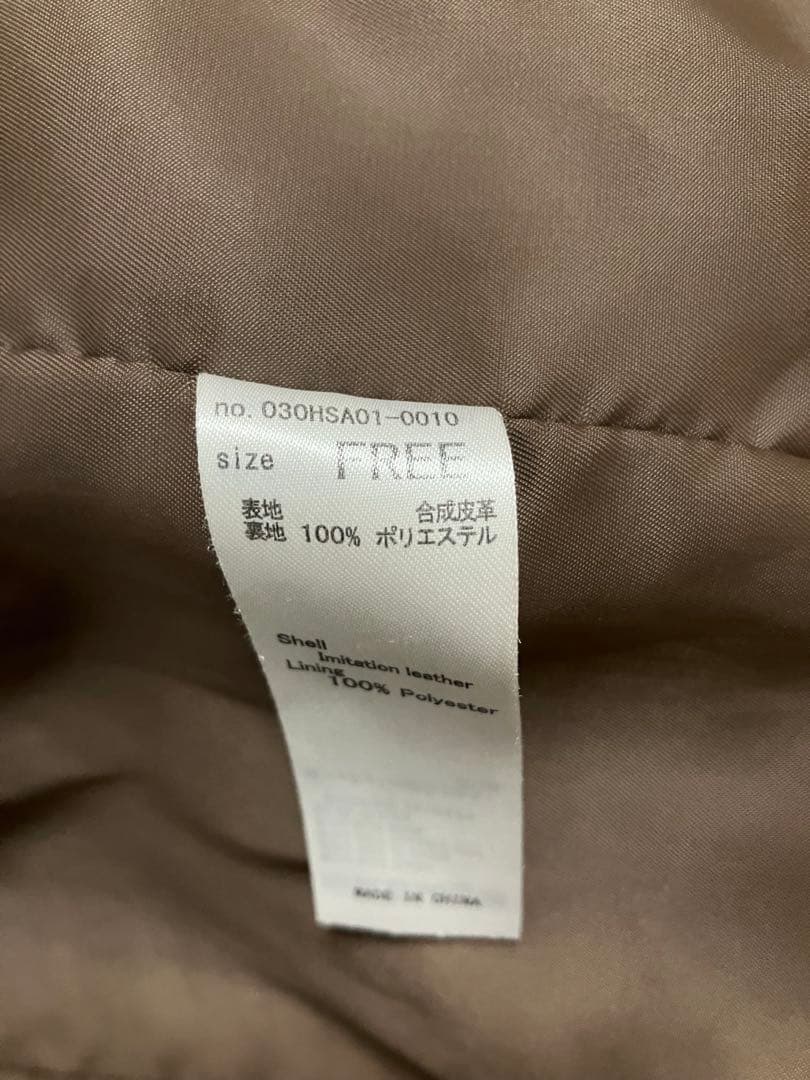 no. 030HSA01-0010
size FREE
表地 合成皮革
裏地 100% ポリエステル
Shell
Imitation leather
Lining
100% Polyester
MADE IN CHINA